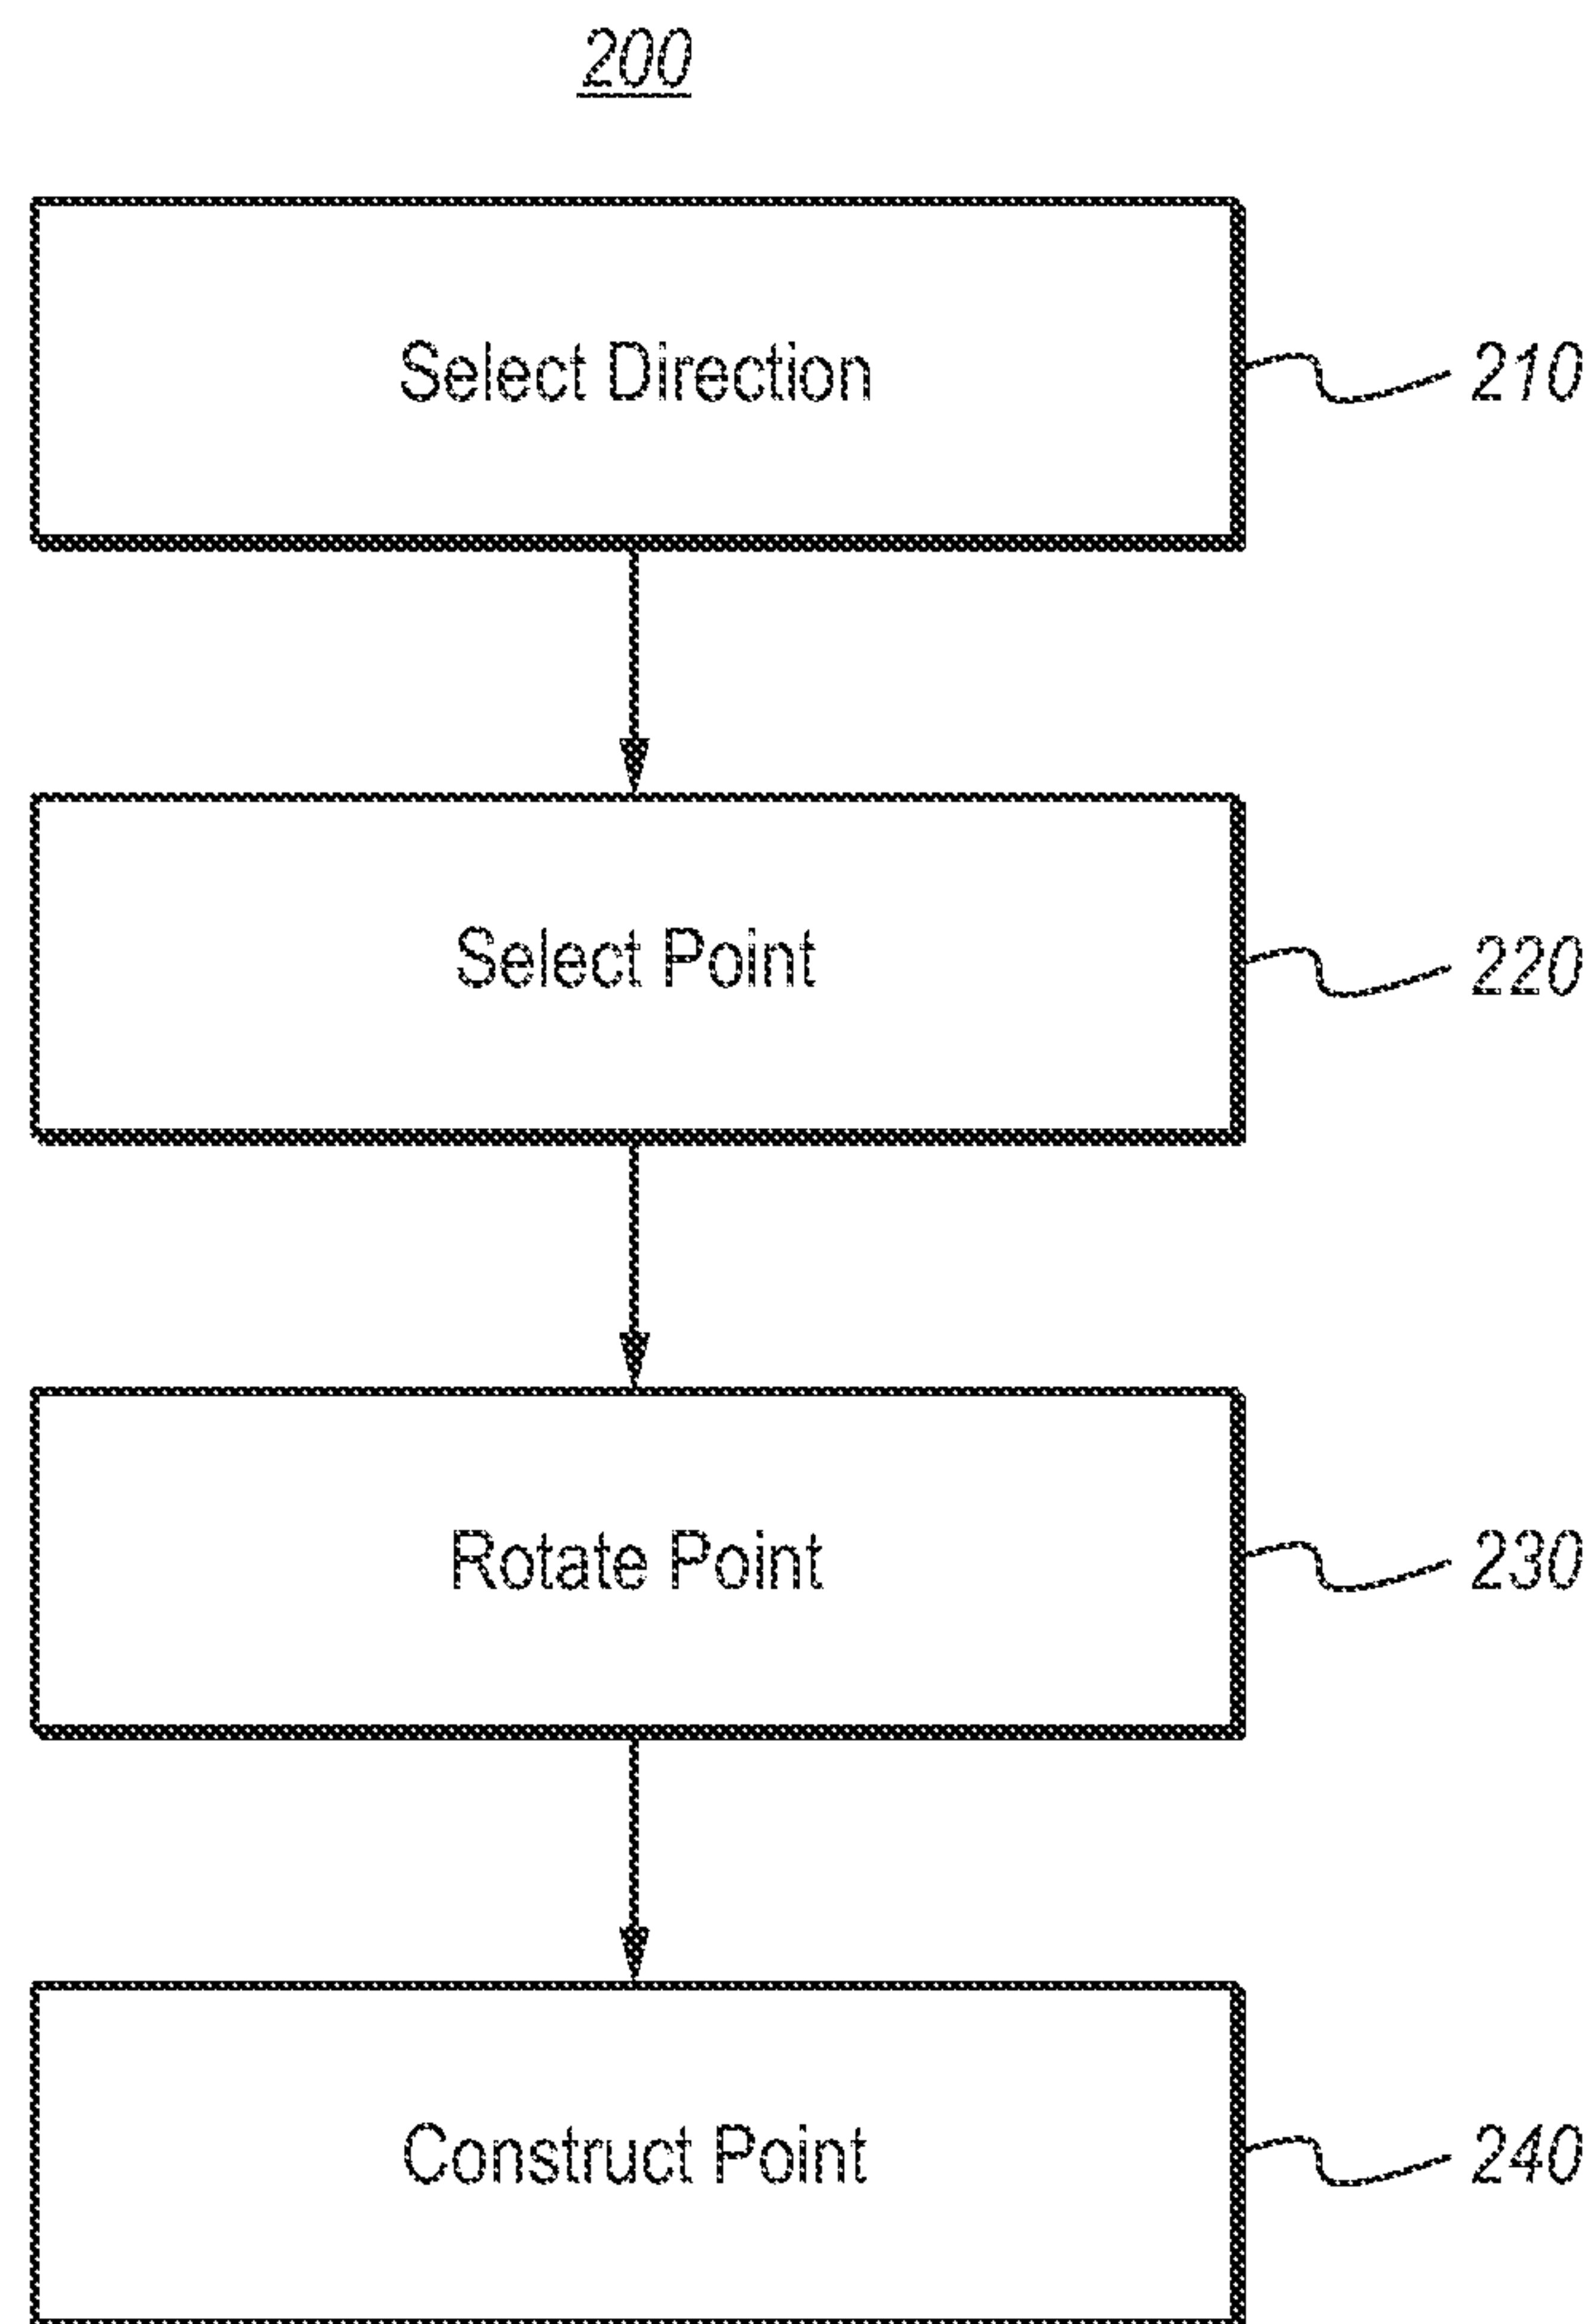 200
Select Direction
210
Select Point
220
Rotate Point
230
Construct Point
240